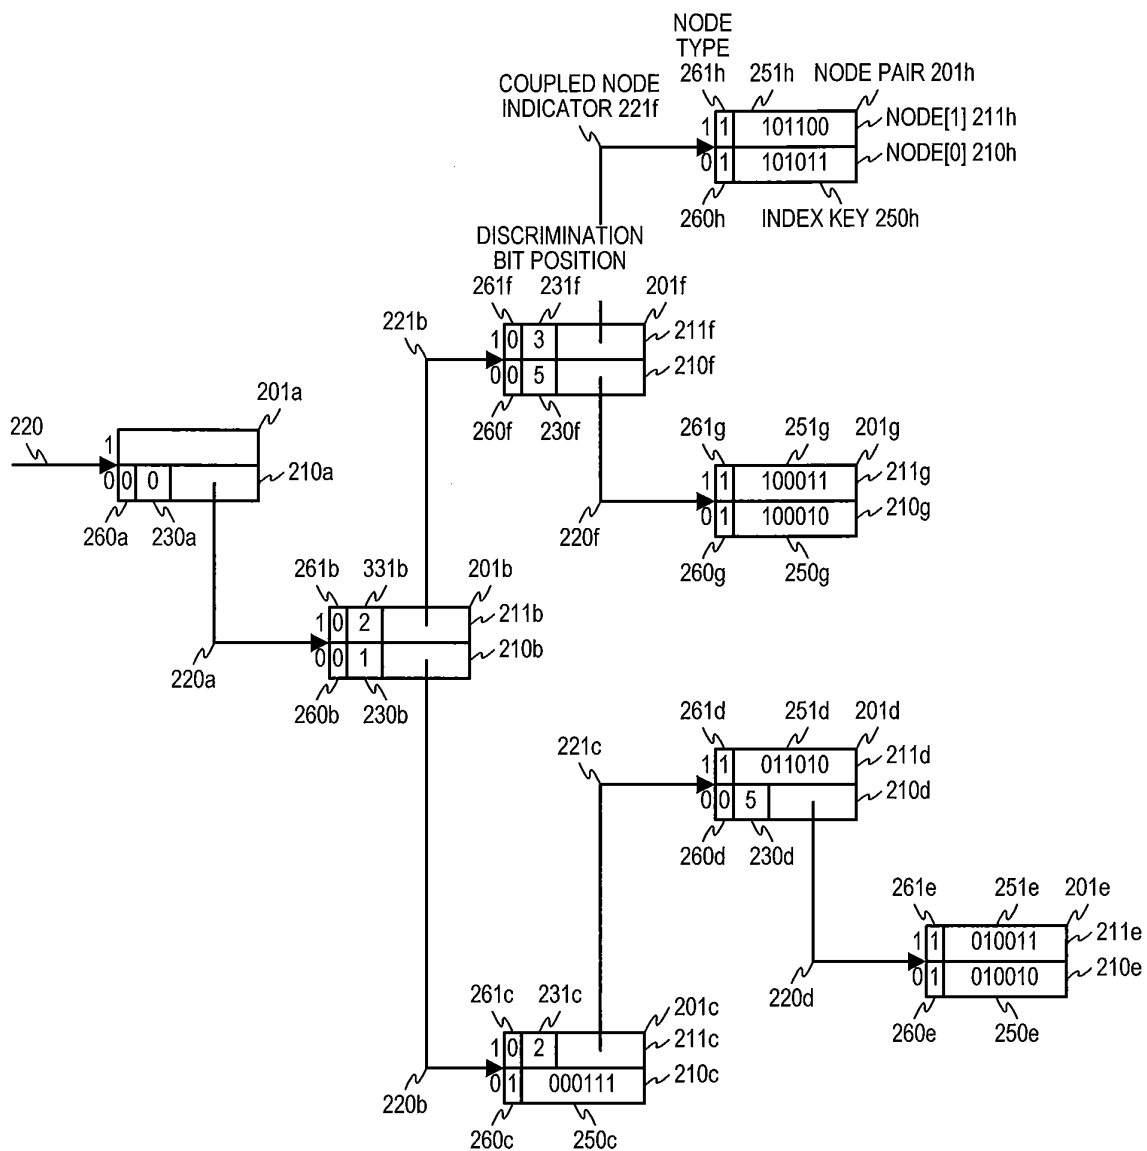 NODE
TYPE
261h 251h NODE PAIR 201h
COUPLED NODE
INDICATOR 221f
1 1 101100 NODE[1] 211h
0 1 101011 NODE[0] 210h
260h INDEX KEY 250h
DISCRIMINATION
BIT POSITION
261f 231f 201f
221b
1 0 3 211f
0 0 5 210f
260f 230f
201a
220
1
0 0 0 210a
260a 230a
261g 251g 201g
1 1 100011 211g
0 1 100010 210g
220f
260g 250g
261b 331b 201b
1 0 2 211b
0 0 1 210b
220a
260b 230b
261d 251d 201d
221c
1 1 011010 211d
0 0 5 210d
260d 230d
261e 251e 201e
1 1 010011 211e
0 1 010010 210e
220d
260e 250e
261c 231c 201c
1 0 2 211c
0 1 000111 210c
220b
260c 250c